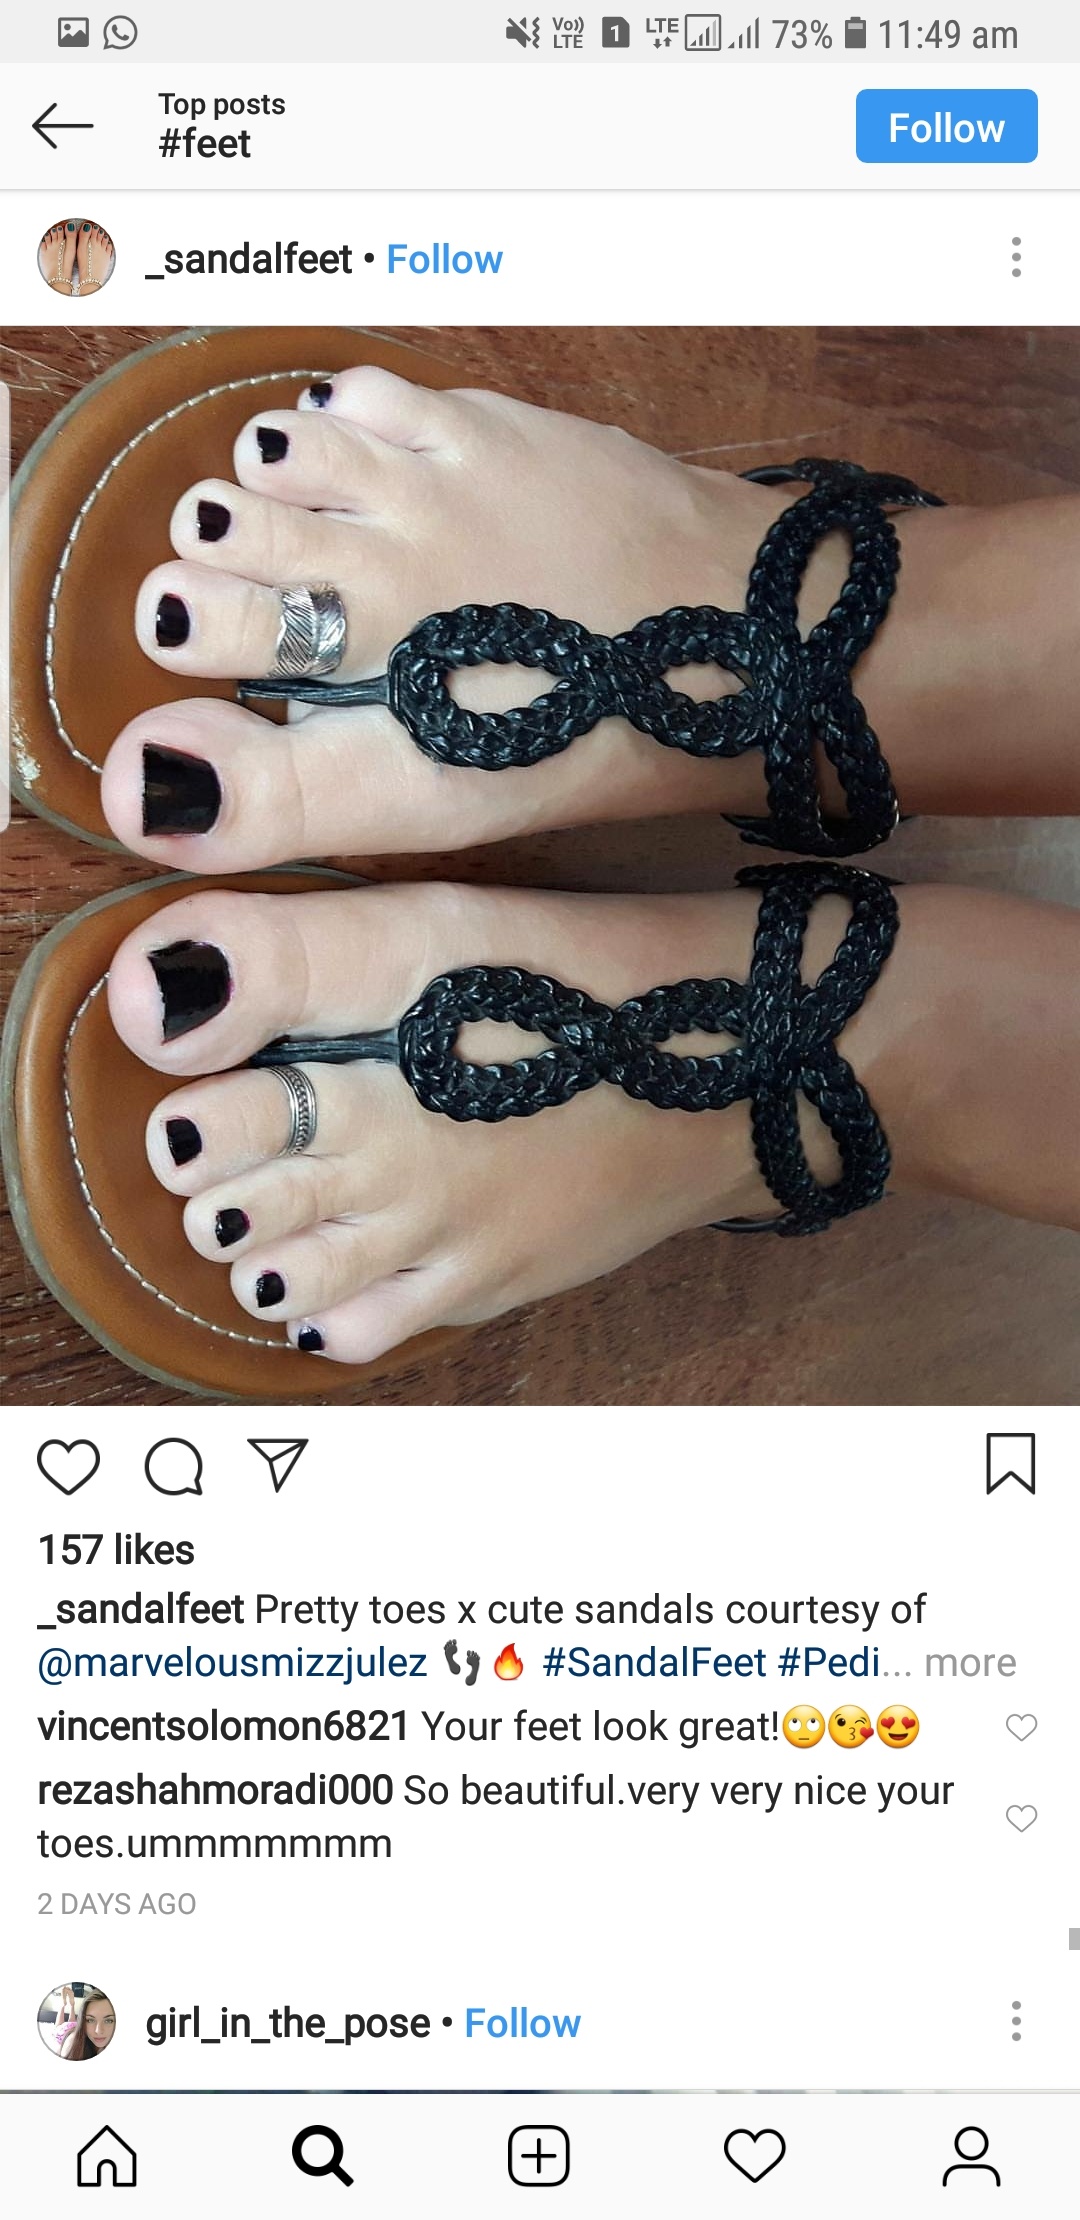 Vo)) LTE 1 LTE 73% 11:49 am
Top posts
#feet
Follow
_sandalfeet • Follow
157 likes
_sandalfeet Pretty toes x cute sandals courtesy of
@marvelousmizzjulez 👣🔥 #SandalFeet #Pedi... more
vincentsolomon6821 Your feet look great!🙄😘😍
rezashahmoradi000 So beautiful.very very nice your
toes.ummmmmmm
2 DAYS AGO
girl_in_the_pose • Follow